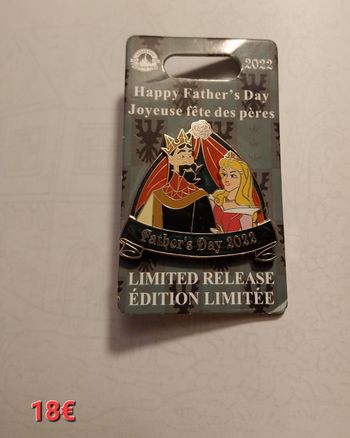 2022
Happy Father's Day
Joyeuse fête des pères
Father's Day 2022
LIMITED RELEASE
ÉDITION LIMITÉE
18€